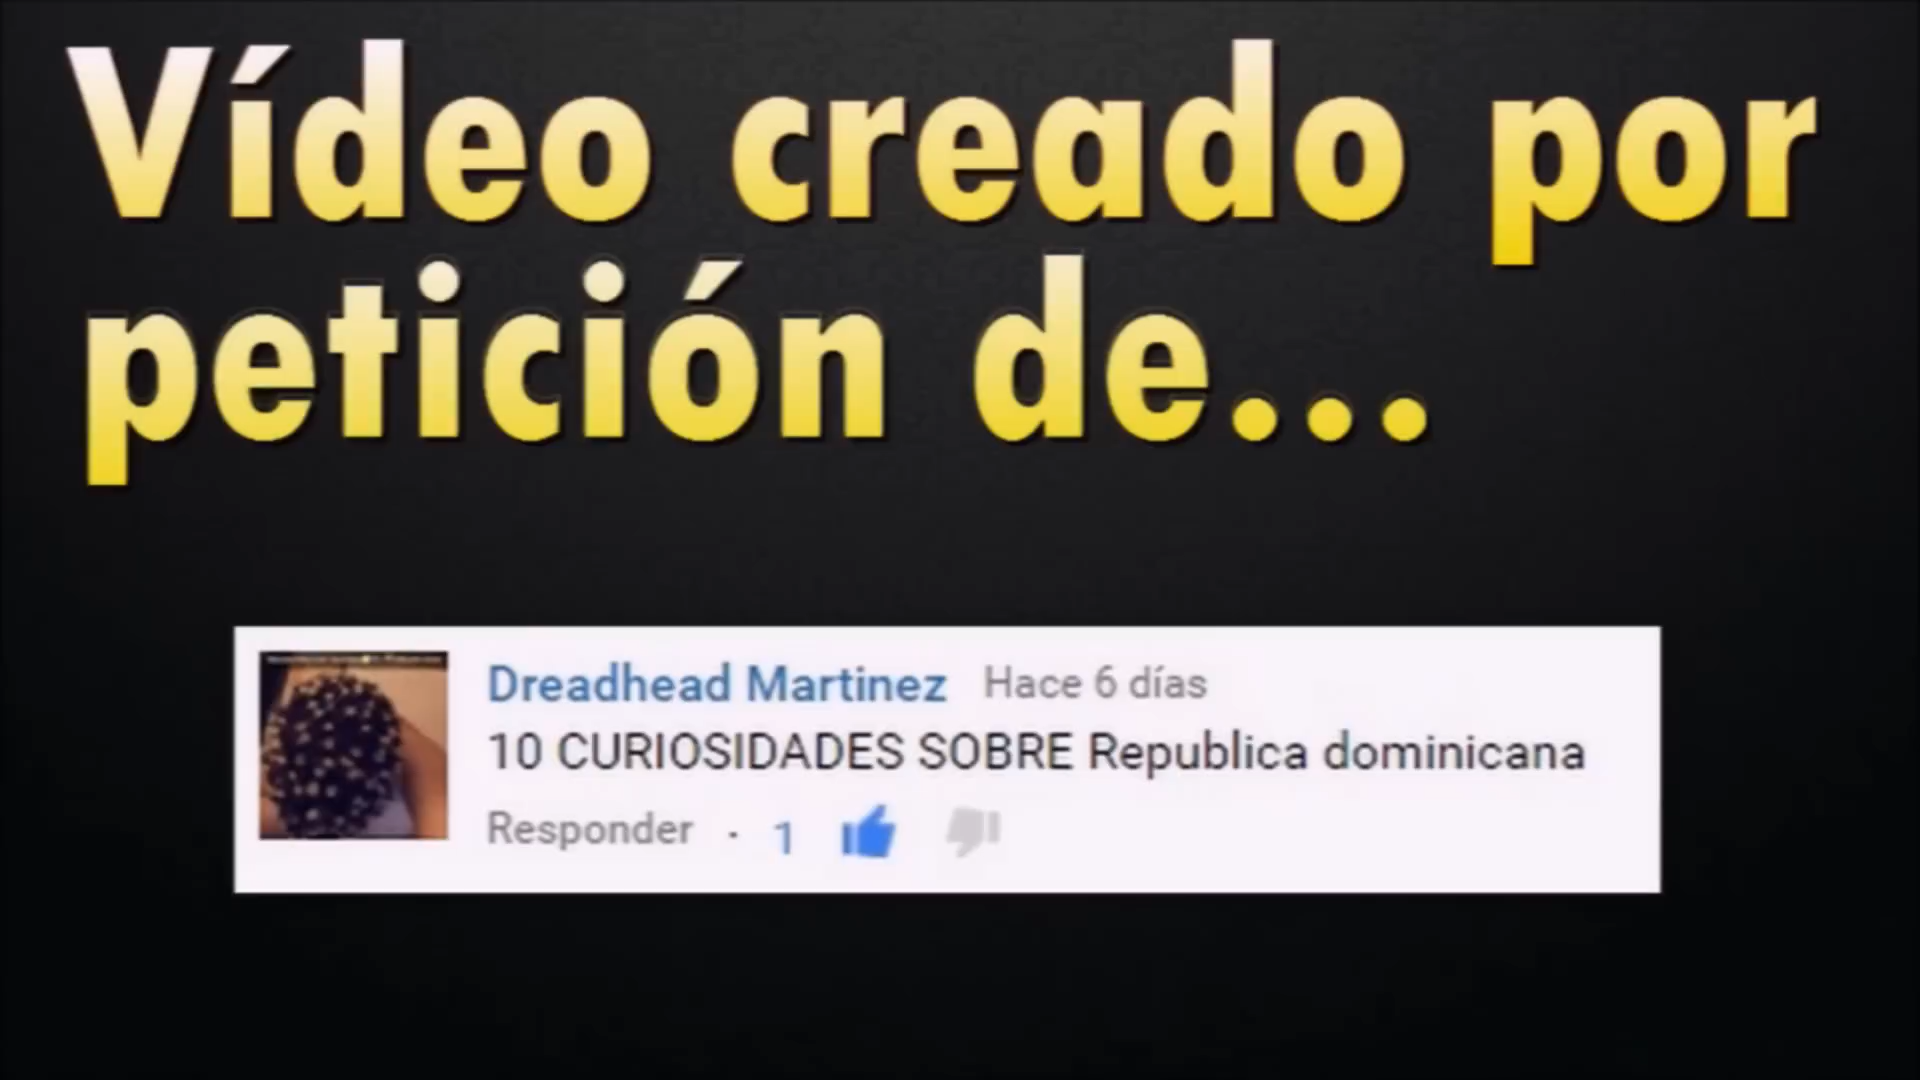 Vídeo creado por
petición de...
Dreadhead Martinez Hace 6 días
10 CURIOSIDADES SOBRE Republica dominicana
Responder · 1